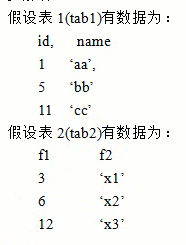 假设表 1(tab1)有数据为：
id, name
1 ‘aa’,
5 ‘bb’
11 ‘cc’
假设表 2(tab2)有数据为：
f1 f2
3 ‘x1’
6 ‘x2’
12 ‘x3’